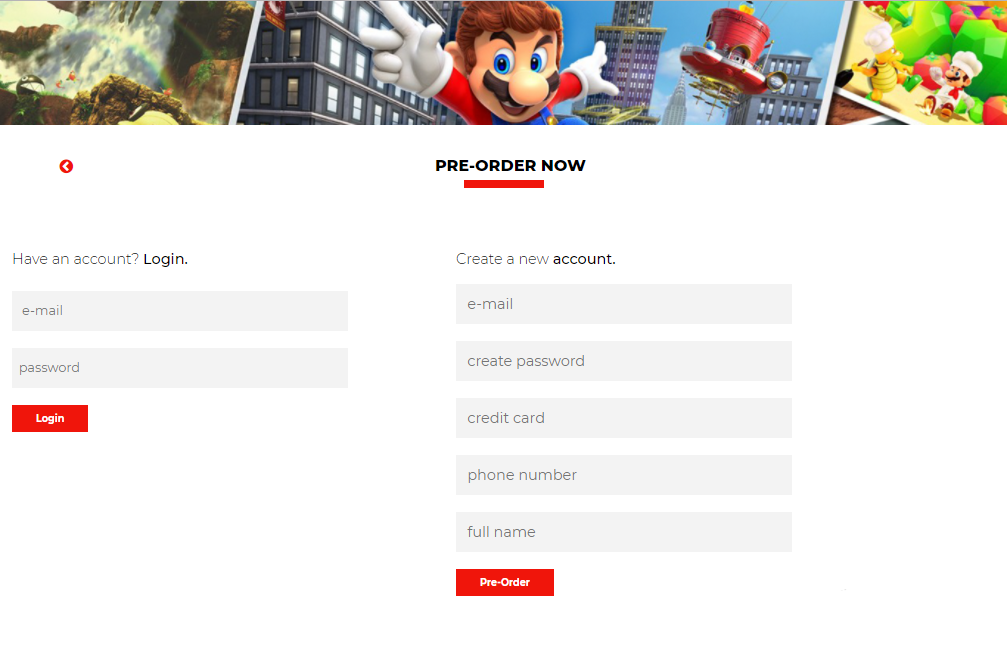 PRE-ORDER NOW
Have an account? Login.
e-mail
password
Login
Create a new account.
e-mail
create password
credit card
phone number
full name
Pre-Order